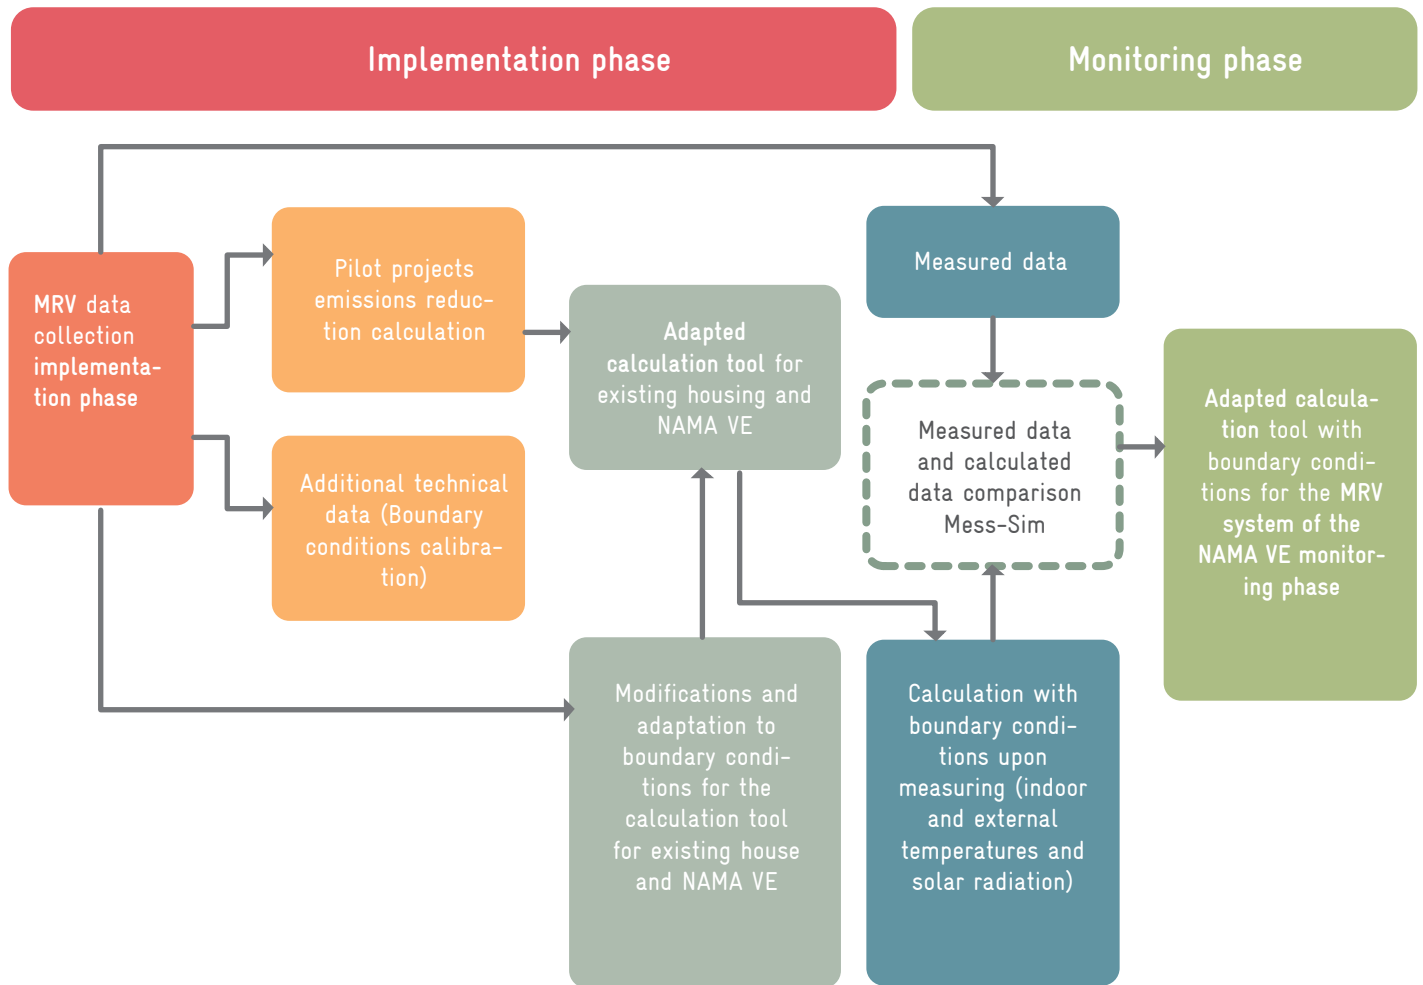 Implementation phase
Monitoring phase
MRV data
collection
implementa-
tion phase
Pilot projects
emissions reduc-
tion calculation
Additional technical
data (Boundary
conditions calibra-
tion)
Adapted
calculation tool for
existing housing and
NAMA VE
Modifications and
adaptation to
boundary condi-
tions for the
calculation tool
for existing house
and NAMA VE
Measured data
Measured data
and calculated
data comparison
Mess-Sim
Calculation with
boundary condi-
tions upon
measuring (indoor
and external
temperatures and
solar radiation)
Adapted calcula-
tion tool with
boundary condi-
tions for the MRV
system of the
NAMA VE monitor-
ing phase